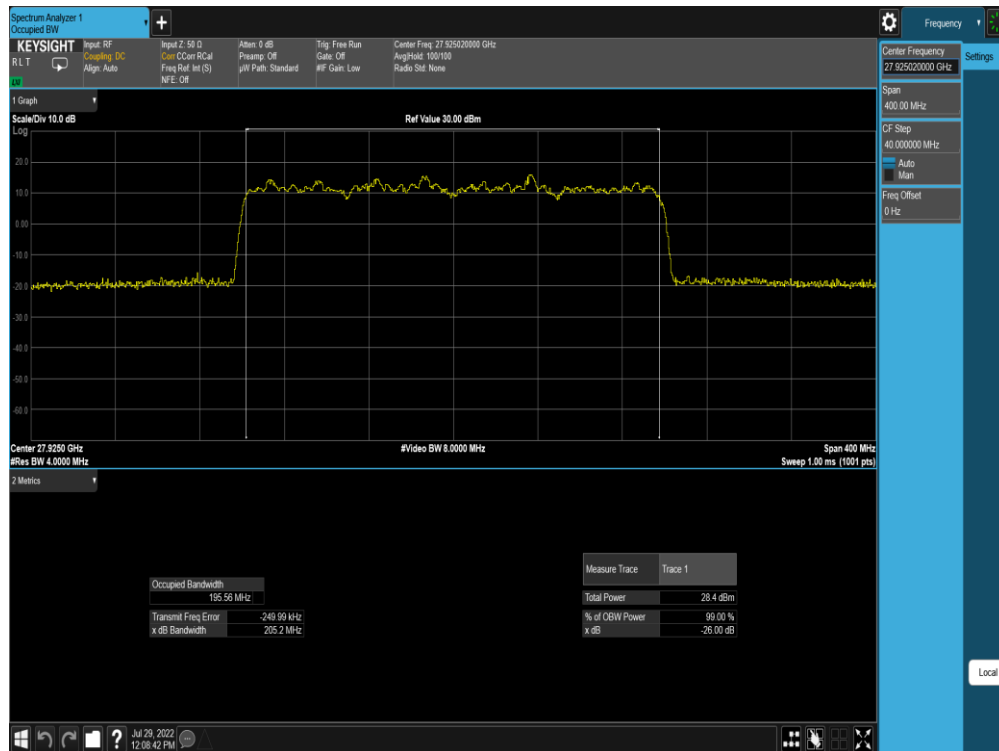 Spectrum Analyzer 1
Occupied BW
+
Frequency
KEYSIGHT
R L T
LXI
Input: RF
Coupling: DC
Align: Auto
Input Z: 50 Ω
Corr CCorr RCal
Freq Ref: Int (S)
NFE: Off
Atten: 0 dB
Preamp: Off
µW Path: Standard
Trig: Free Run
Gate: Off
#IF Gain: Low
Center Freq: 27.925020000 GHz
Avg|Hold: 100/100
Radio Std: None
Center Frequency
27.925020000 GHz
Settings
Span
400.00 MHz
CF Step
40.000000 MHz
Auto
Man
Freq Offset
0 Hz
1 Graph
Scale/Div 10.0 dB
Ref Value 30.00 dBm
Log
20.0
10.0
0.00
-10.0
-20.0
-30.0
-40.0
-50.0
-60.0
Center 27.9250 GHz
#Video BW 8.0000 MHz
Span 400 MHz
#Res BW 4.0000 MHz
Sweep 1.00 ms (1001 pts)
2 Metrics
Measure Trace Trace 1
Occupied Bandwidth
195.56 MHz
Total Power 28.4 dBm
Transmit Freq Error -249.99 kHz
% of OBW Power 99.00 %
x dB Bandwidth 205.2 MHz
x dB -26.00 dB
Local
?
Jul 29, 2022
12:08:42 PM